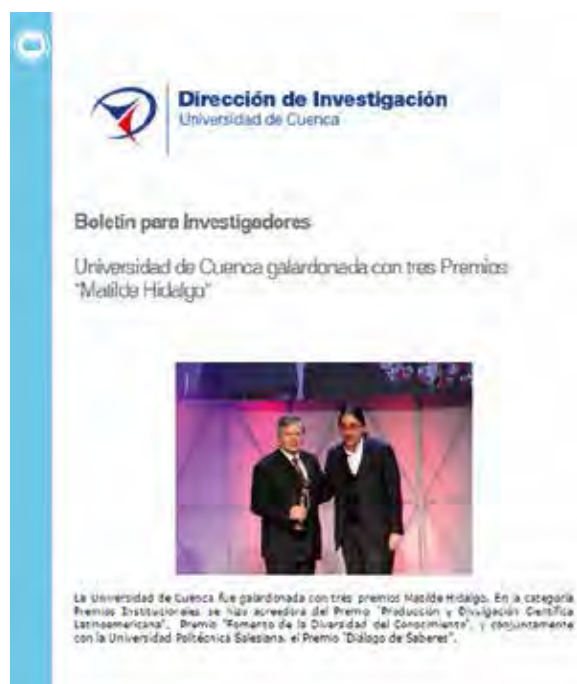 Dirección de Investigación
Universidad de Cuenca
Boletín para Investigadores
Universidad de Cuenca galardonada con tres Premios
"Matilde Hidalgo"
La Universidad de Cuenca fue galardonada con tres premios Matilde Hidalgo. En la categoría
Premios Institucionales se hizo acreedora del Premio "Producción y Divulgación Científica
Latinoamericana", Premio "Fomento de la Diversidad del Conocimiento", y conjuntamente
con la Universidad Politécnica Salesiana, el Premio "Diálogo de Saberes".